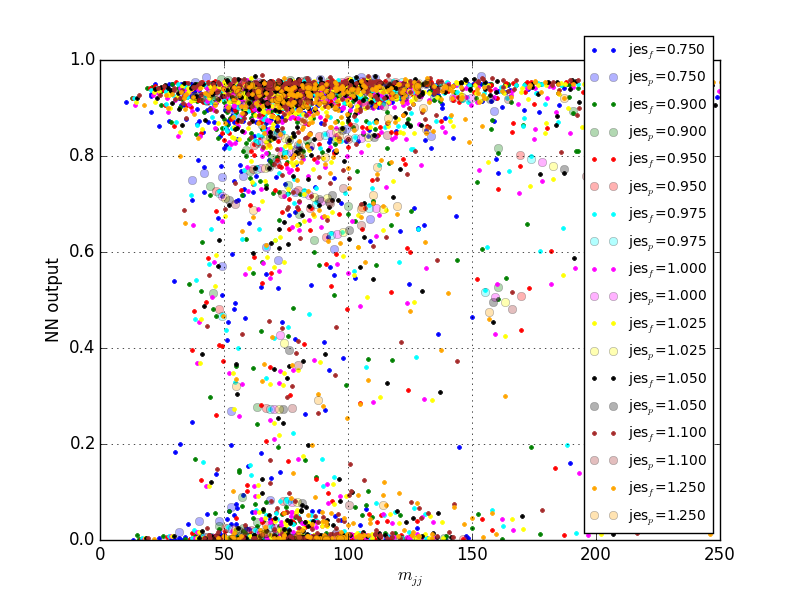 1.0
0.8
0.6
0.4
0.2
0.0
NN output
0
50
100
150
200
250
m_jj
jes_f=0.750
jes_p=0.750
jes_f=0.900
jes_p=0.900
jes_f=0.950
jes_p=0.950
jes_f=0.975
jes_p=0.975
jes_f=1.000
jes_p=1.000
jes_f=1.025
jes_p=1.025
jes_f=1.050
jes_p=1.050
jes_f=1.100
jes_p=1.100
jes_f=1.250
jes_p=1.250